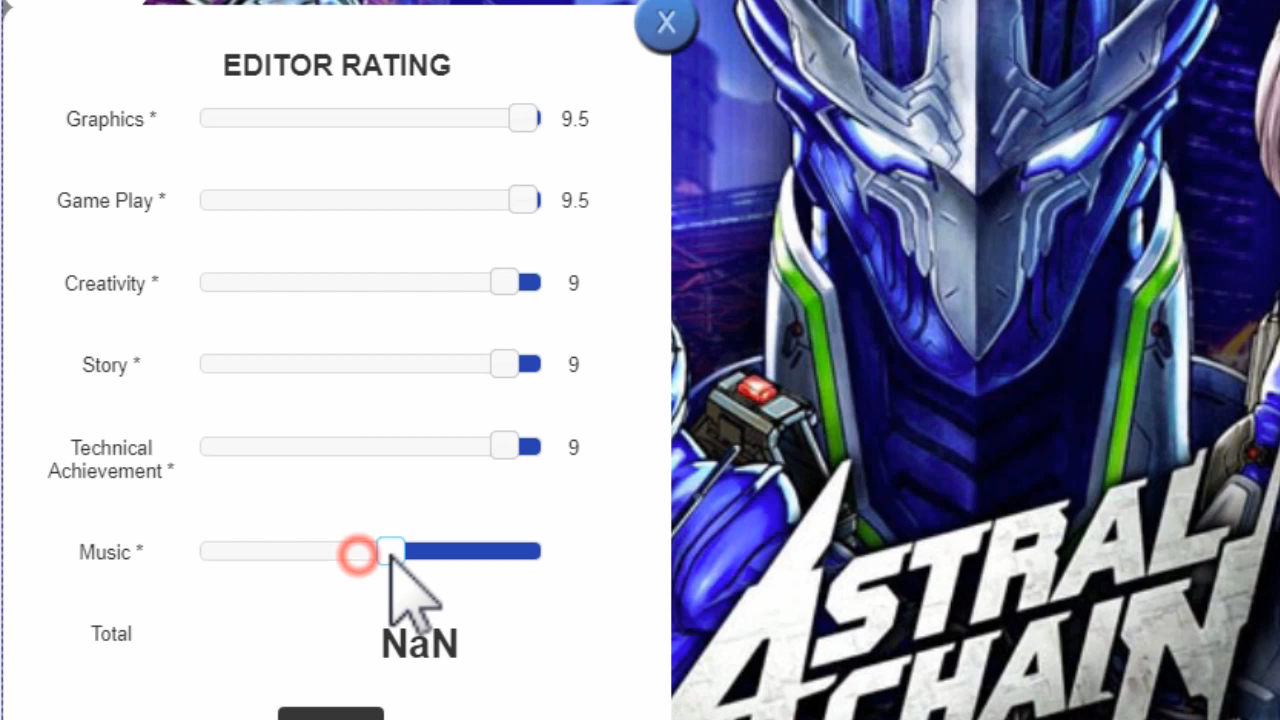 X
EDITOR RATING
Graphics * 9.5
Game Play * 9.5
Creativity * 9
Story * 9
Technical
Achievement * 9
Music *
Total NaN
ASTRAL
CHAIN